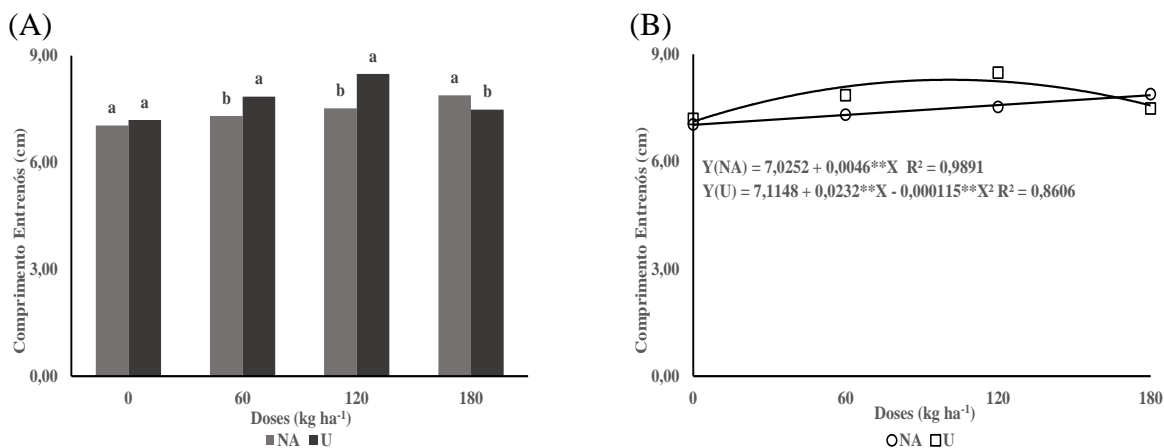 (A)
9,00
6,00
3,00
0,00
Comprimento Entrenós (cm)
a a
b a
b a
a b
0 60 120 180
Doses (kg ha⁻¹)
NA U
(B)
9,00
6,00
3,00
0,00
Comprimento Entrenós (cm)
Y(NA) = 7,0252 + 0,0046**X R² = 0,9891
Y(U) = 7,1148 + 0,0232**X - 0,000115**X² R² = 0,8606
0 60 120 180
Doses (kg ha⁻¹)
NA U